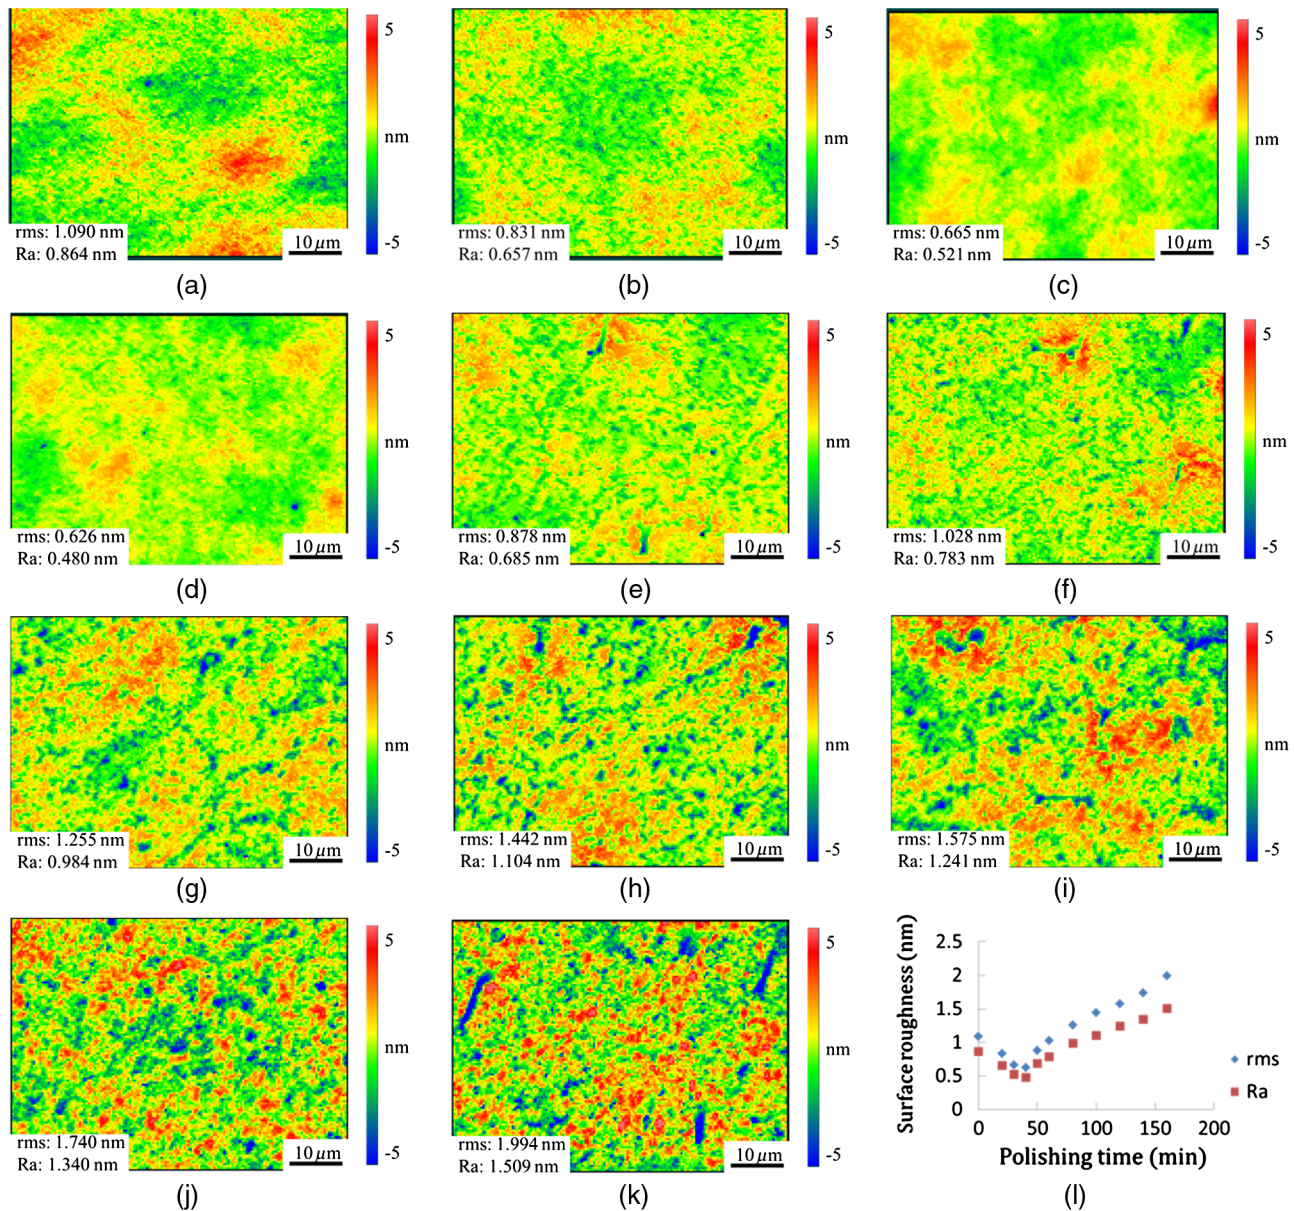 5
nm
-5
rms: 1.090 nm
Ra: 0.864 nm
10 μm
(a)
5
nm
-5
rms: 0.831 nm
Ra: 0.657 nm
10 μm
(b)
5
nm
-5
rms: 0.665 nm
Ra: 0.521 nm
10 μm
(c)
5
nm
-5
rms: 0.626 nm
Ra: 0.480 nm
10 μm
(d)
5
nm
-5
rms: 0.878 nm
Ra: 0.685 nm
10 μm
(e)
5
nm
-5
rms: 1.028 nm
Ra: 0.783 nm
10 μm
(f)
5
nm
-5
rms: 1.255 nm
Ra: 0.984 nm
10 μm
(g)
5
nm
-5
rms: 1.442 nm
Ra: 1.104 nm
10 μm
(h)
5
nm
-5
rms: 1.575 nm
Ra: 1.241 nm
10 μm
(i)
5
nm
-5
rms: 1.740 nm
Ra: 1.340 nm
10 μm
(j)
5
nm
-5
rms: 1.994 nm
Ra: 1.509 nm
10 μm
(k)
Surface roughness (nm)
2.5
2
1.5
1
0.5
0
0 50 100 150 200
Polishing time (min)
rms
Ra
(l)